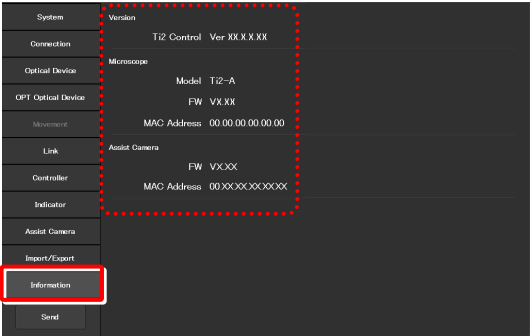 System
Connection
Optical Device
OPT Optical Device
Movement
Link
Controller
Indicator
Assist Camera
Import/Export
Information
Send
Version
Ti2 Control Ver XX.X.X.XX
Microscope
Model Ti2-A
FW VX.XX
MAC Address 00.00.00.00.00.00
Assist Camera
FW VX.XX
MAC Address 00.XX.XX.XX.XX.XX